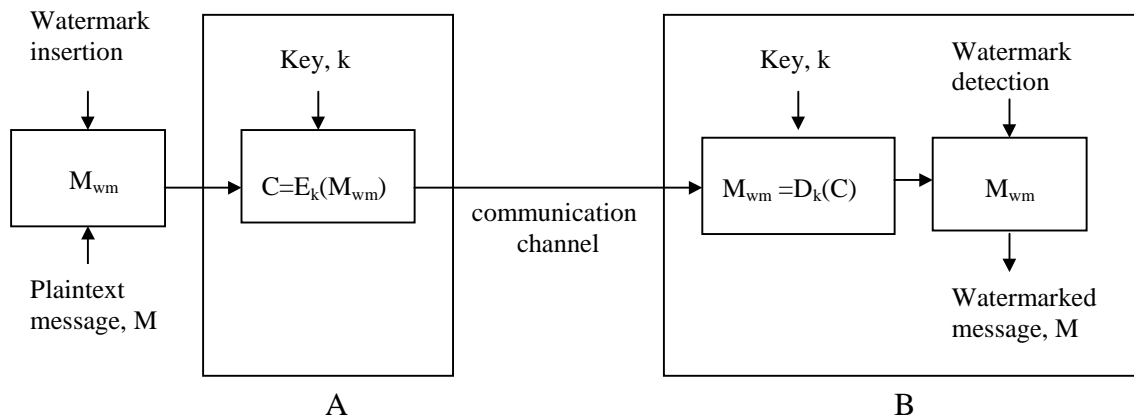 Watermark
insertion
Key, k
Key, k
Watermark
detection
M_wm
C=E_k(M_wm)
M_wm =D_k(C)
M_wm
communication
channel
Plaintext
message, M
Watermarked
message, M
A
B